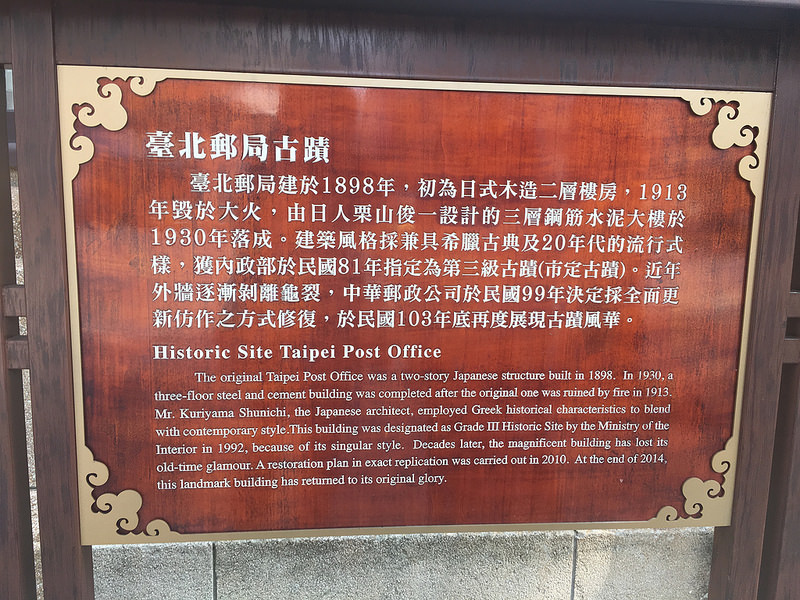 臺北郵局古蹟
臺北郵局建於1898年，初為日式木造二層樓房，1913
年毀於大火，由日人栗山俊一設計的三層鋼筋水泥大樓於
1930年落成。建築風格採兼具希臘古典及20年代的流行式
樣，獲內政部於民國81年指定為第三級古蹟(市定古蹟)。近年
外牆逐漸剝離龜裂，中華郵政公司於民國99年決定採全面更
新仿作之方式修復，於民國103年底再度展現古蹟風華。
Historic Site Taipei Post Office
The original Taipei Post Office was a two-story Japanese structure built in 1898. In 1930, a
three-floor steel and cement building was completed after the original one was ruined by fire in 1913.
Mr. Kuriyama Shunichi, the Japanese architect, employed Greek historical characteristics to blend
with contemporary style.This building was designated as Grade III Historic Site by the Ministry of the
Interior in 1992, because of its singular style. Decades later, the magnificent building has lost its
old-time glamour. A restoration plan in exact replication was carried out in 2010. At the end of 2014,
this landmark building has returned to its original glory.